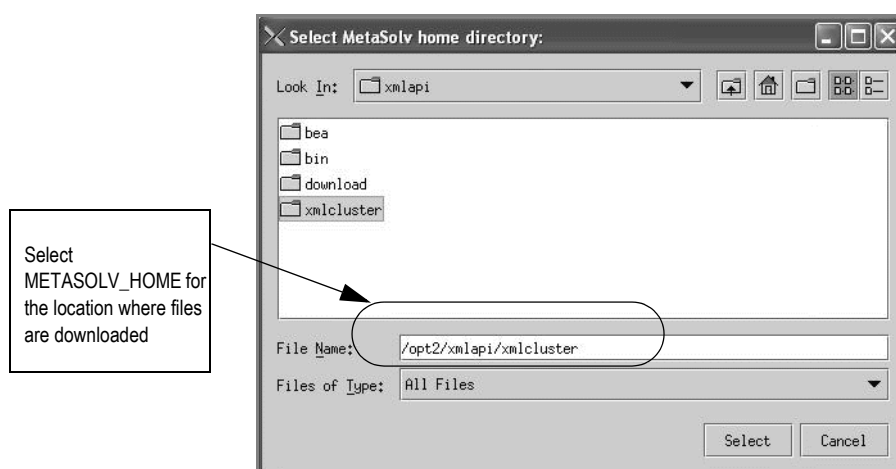 Select MetaSolv home directory:
Look In: xmlapi
bea
bin
download
xmlcluster
Select
METASOLV_HOME for
the location where files
are downloaded
File Name: /opt2/xmlapi/xmlcluster
Files of Type: All Files
Select Cancel